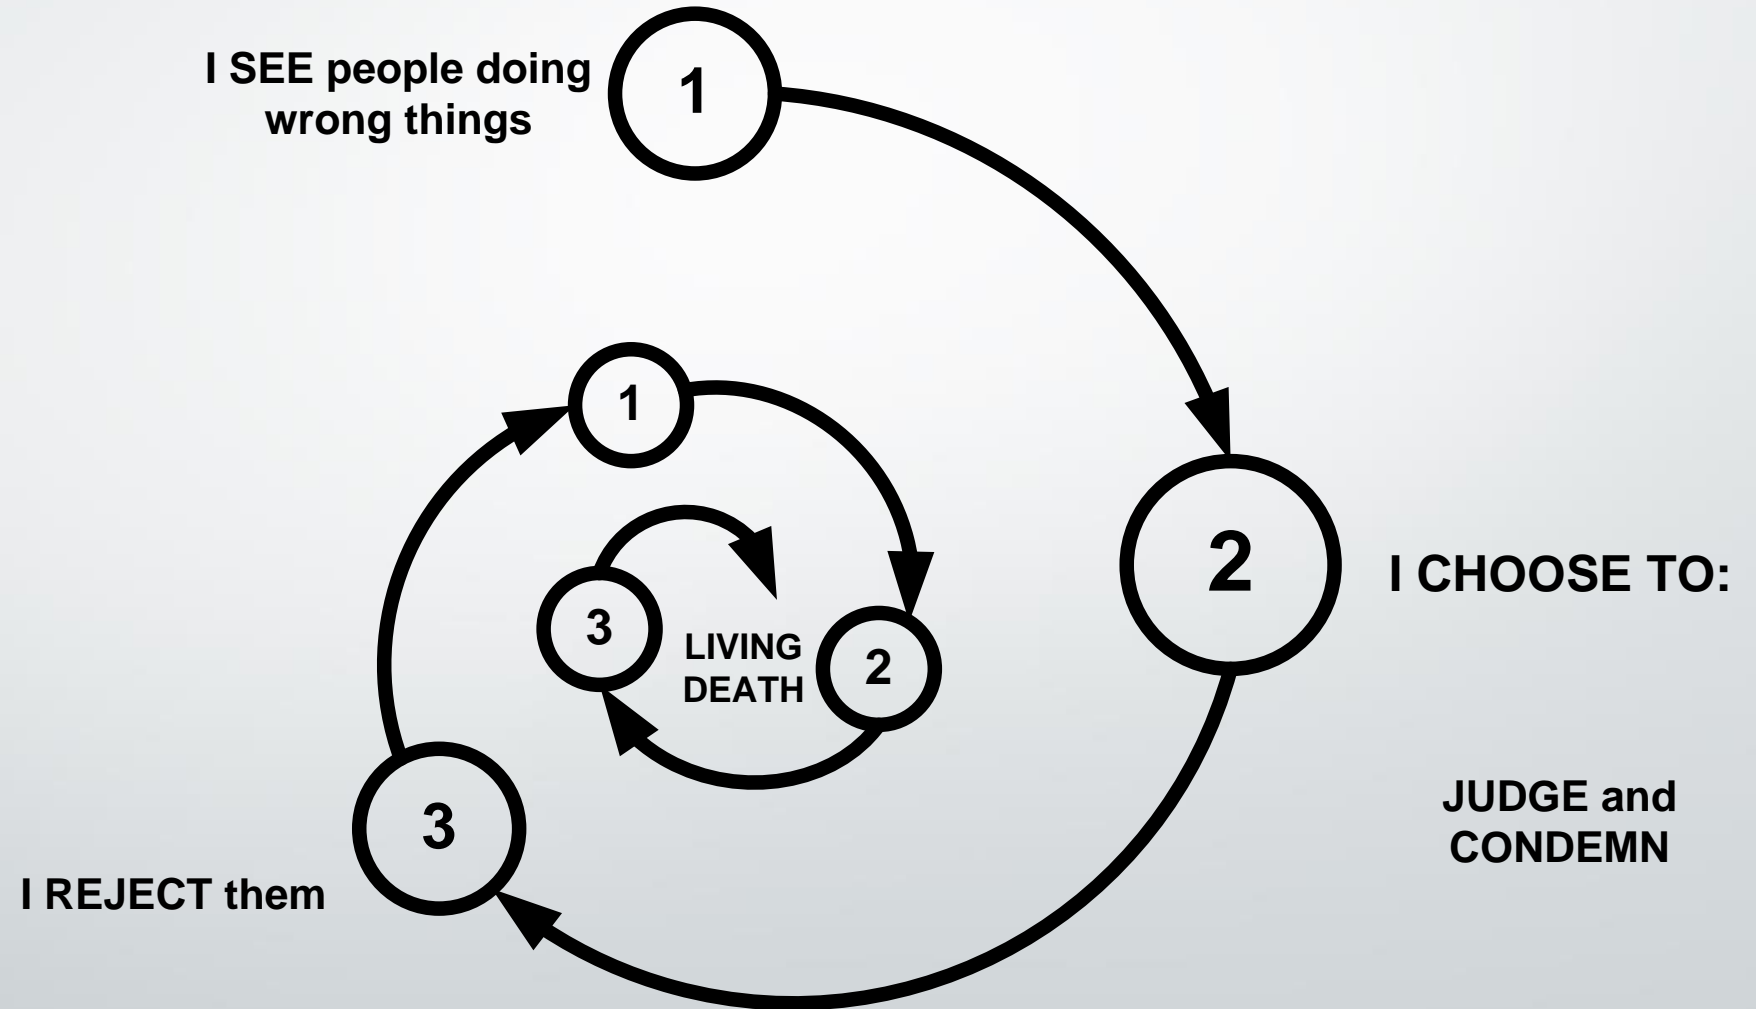 I SEE people doing
wrong things
1
2
I CHOOSE TO:
JUDGE and
CONDEMN
3
I REJECT them
1
2
3
LIVING
DEATH